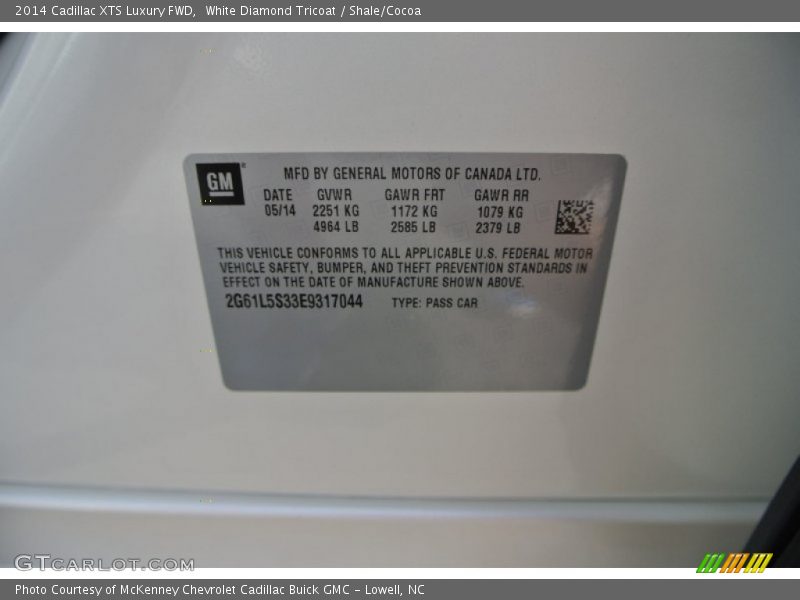 2014 Cadillac XTS Luxury FWD,  White Diamond Tricoat / Shale/Cocoa
GM®
MFD BY GENERAL MOTORS OF CANADA LTD.
DATE GVWR GAWR FRT GAWR RR
05/14 2251 KG 1172 KG 1079 KG
4964 LB 2585 LB 2379 LB
THIS VEHICLE CONFORMS TO ALL APPLICABLE U.S. FEDERAL MOTOR
VEHICLE SAFETY, BUMPER, AND THEFT PREVENTION STANDARDS IN
EFFECT ON THE DATE OF MANUFACTURE SHOWN ABOVE.
2G61L5S33E9317044 TYPE: PASS CAR
GTCARLOT.COM
Photo Courtesy of McKenney Chevrolet Cadillac Buick GMC - Lowell, NC